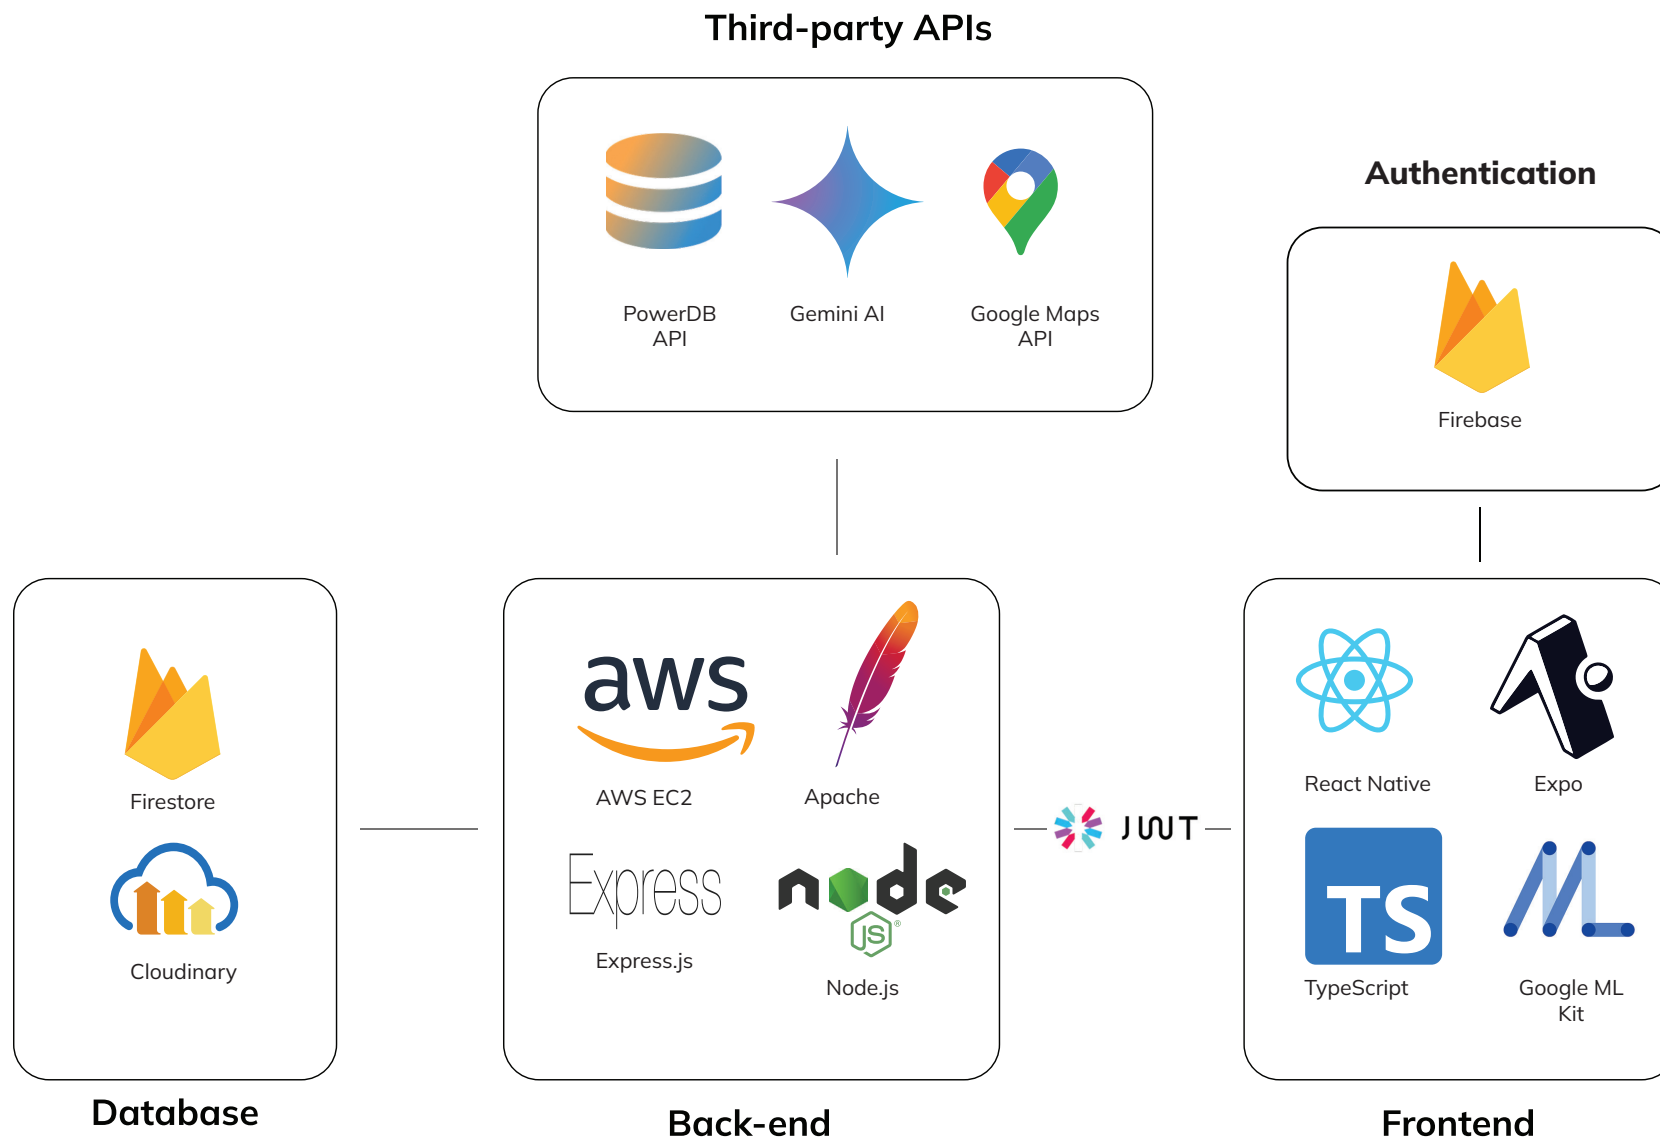 Third-party APIs
PowerDB
API
Gemini AI
Google Maps
API
Authentication
Firebase
Firestore
Cloudinary
Database
aws
AWS EC2
Apache
Express
Express.js
node
JS®
Node.js
Back-end
JWT
React Native
Expo
TS
TypeScript
ML
Google ML
Kit
Frontend